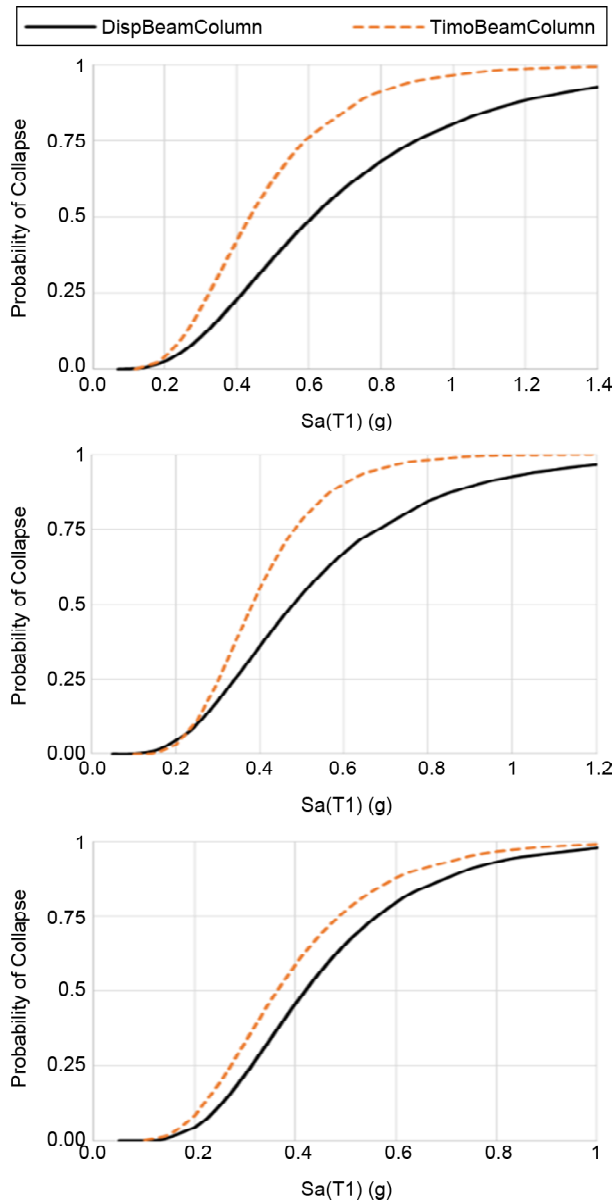 DispBeamColumn TimoBeamColumn
1
0.75
0.5
0.25
0.0
Probability of Collapse
0.0 0.2 0.4 0.6 0.8 1 1.2 1.4
Sa(T1) (g)
1
0.75
0.5
0.25
0.00
Probability of Collapse
0.0 0.2 0.4 0.6 0.8 1 1.2
Sa(T1) (g)
1
0.75
0.5
0.25
0.00
Probability of Collapse
0.0 0.2 0.4 0.6 0.8 1
Sa(T1) (g)